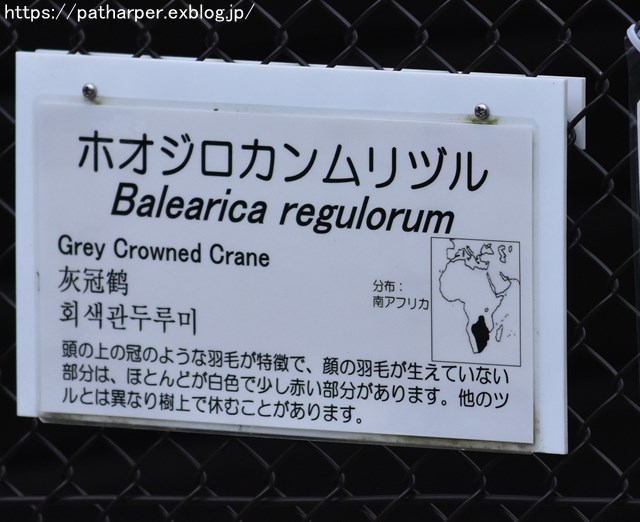 https://patharper.exblog.jp/
ホオジロカンムリヅル
Balearica regulorum
Grey Crowned Crane
灰冠鹤
회색관두루미
分布：
南アフリカ
頭の上の冠のような羽毛が特徴で、顔の羽毛が生えていない
部分は、ほとんどが白色で少し赤い部分があります。他のツ
ルとは異なり樹上で休むことがあります。